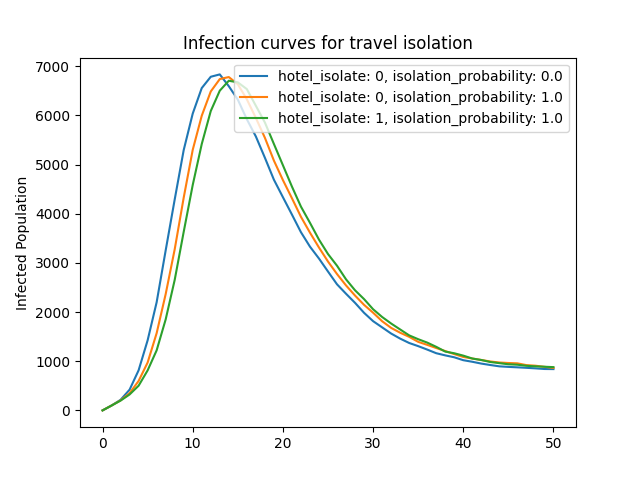 Infection curves for travel isolation
hotel_isolate: 0, isolation_probability: 0.0
hotel_isolate: 0, isolation_probability: 1.0
hotel_isolate: 1, isolation_probability: 1.0
Infected Population
7000
6000
5000
4000
3000
2000
1000
0
0 10 20 30 40 50